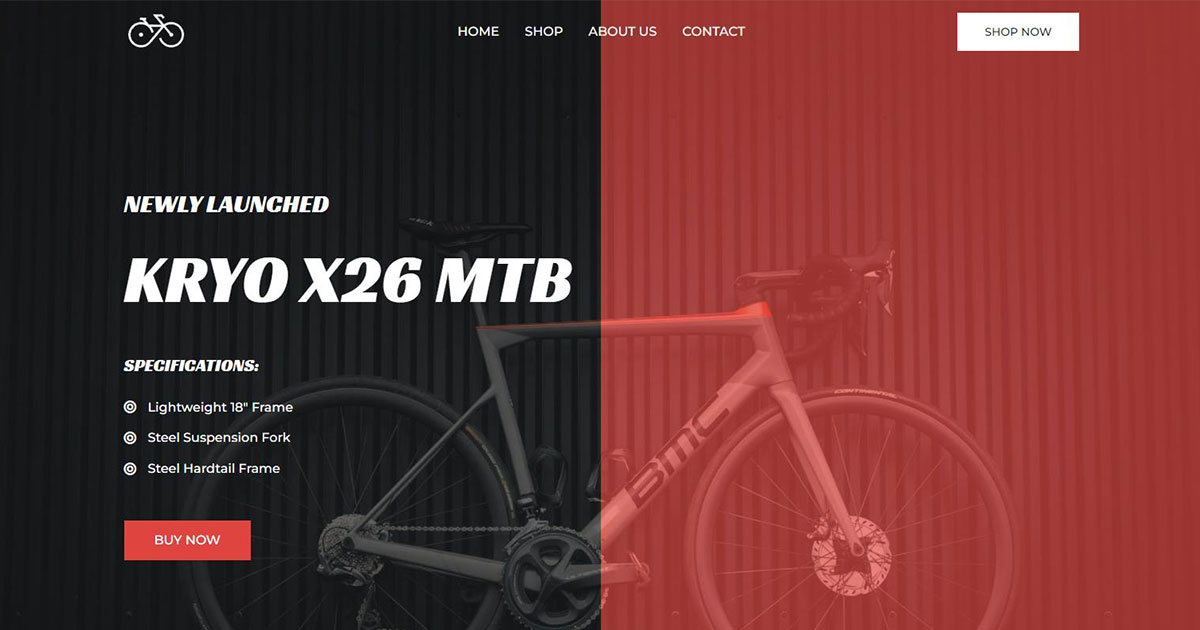 HOME SHOP ABOUT US CONTACT
SHOP NOW
NEWLY LAUNCHED
KRYO X26 MTB
SPECIFICATIONS:
Lightweight 18" Frame
Steel Suspension Fork
Steel Hardtail Frame
BUY NOW
BMC
CONTINENTAL